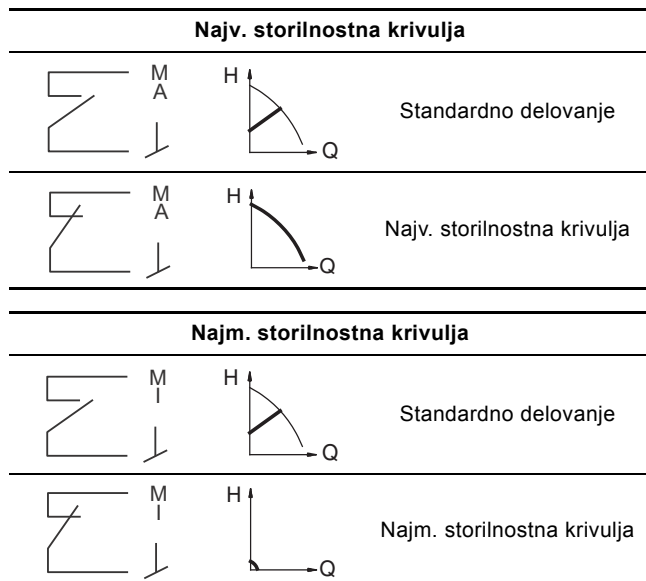 Najv. storilnostna krivulja
M
A
H
Q
Standardno delovanje
M
A
H
Q
Najv. storilnostna krivulja
Najm. storilnostna krivulja
M
I
H
Q
Standardno delovanje
M
I
H
Q
Najm. storilnostna krivulja